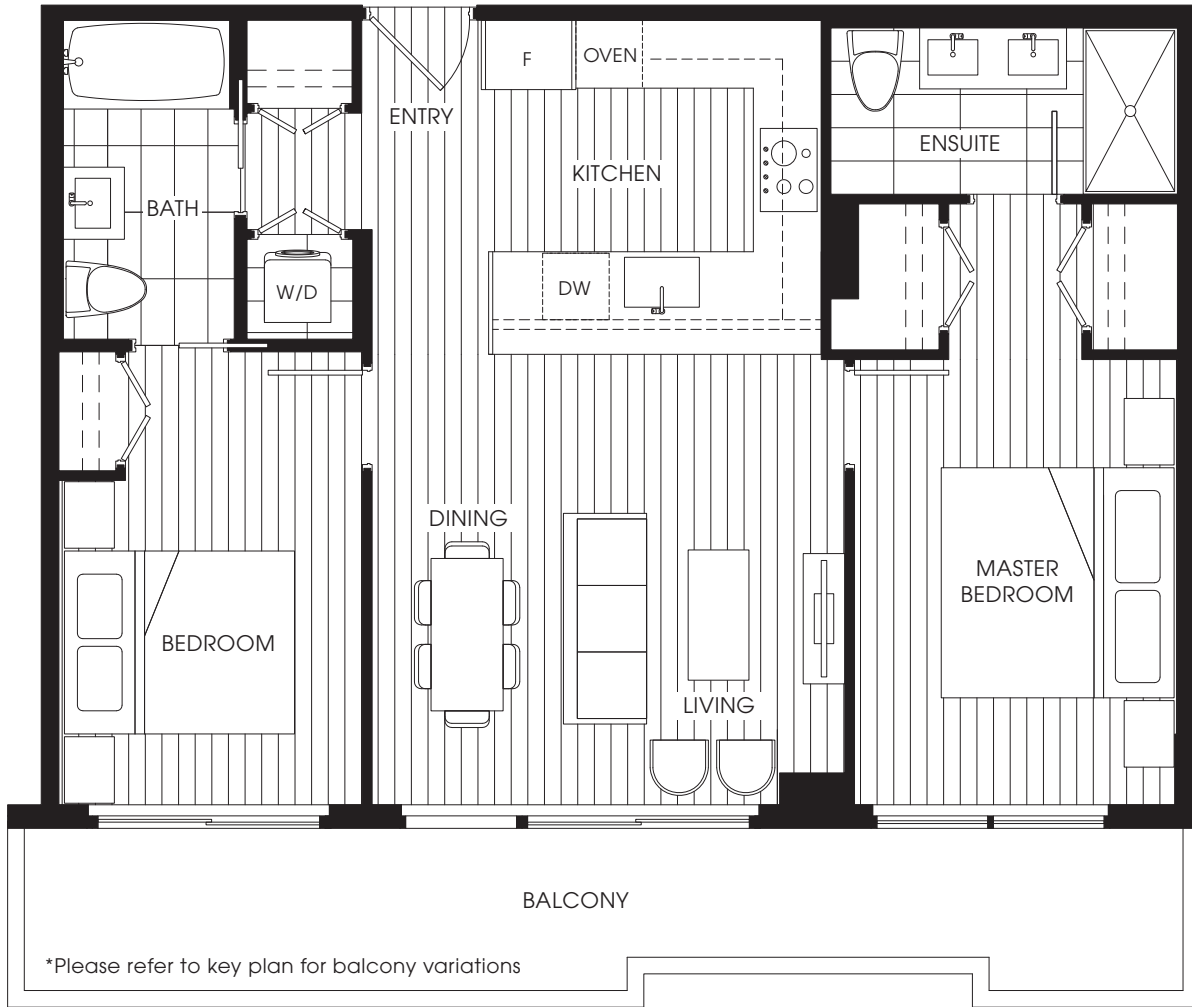 F
OVEN
ENTRY
ENSUITE
KITCHEN
BATH
W/D
DW
DINING
MASTER
BEDROOM
BEDROOM
LIVING
BALCONY
*Please refer to key plan for balcony variations